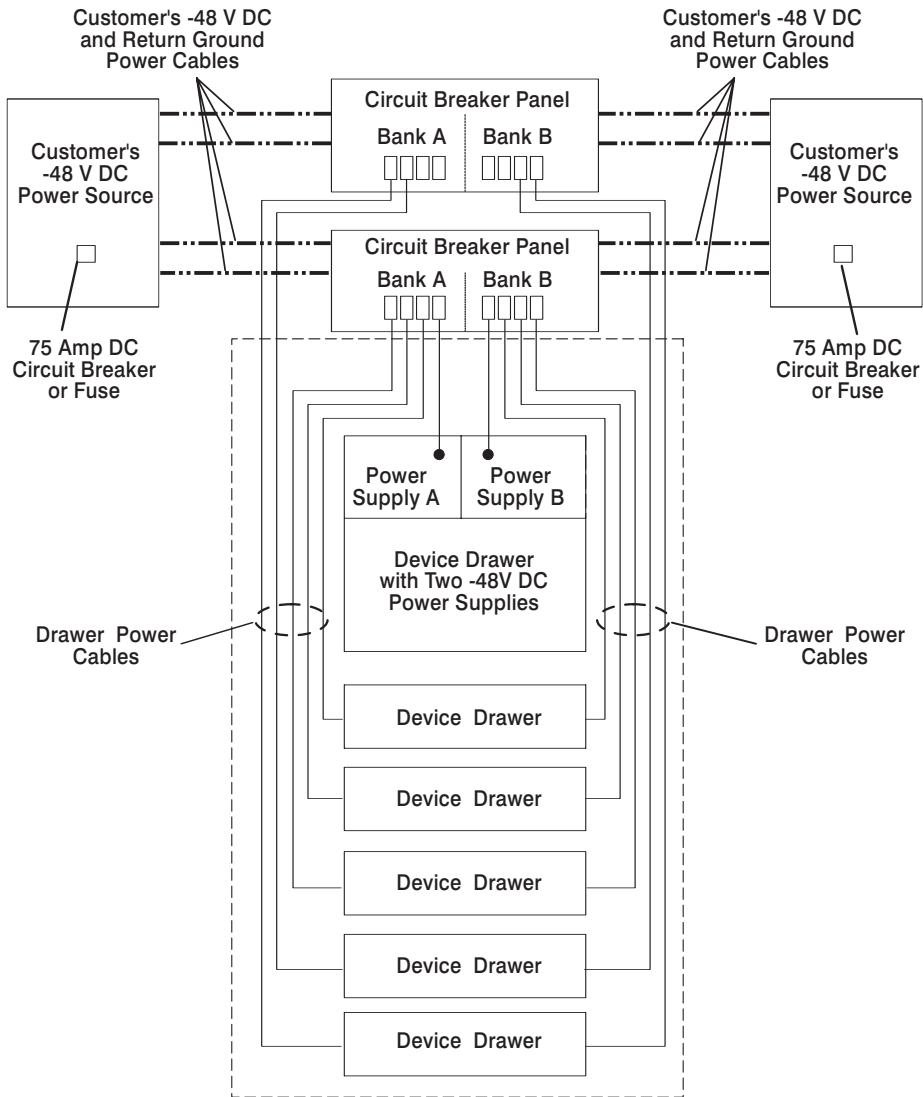 Customer's -48 V DC
and Return Ground
Power Cables
Customer's -48 V DC
and Return Ground
Power Cables
Circuit Breaker Panel
Bank A
Bank B
Customer's
-48 V DC
Power Source
Customer's
-48 V DC
Power Source
Circuit Breaker Panel
Bank A
Bank B
75 Amp DC
Circuit Breaker
or Fuse
75 Amp DC
Circuit Breaker
or Fuse
Power
Supply A
Power
Supply B
Device Drawer
with Two -48V DC
Power Supplies
Drawer Power
Cables
Drawer Power
Cables
Device Drawer
Device Drawer
Device Drawer
Device Drawer
Device Drawer